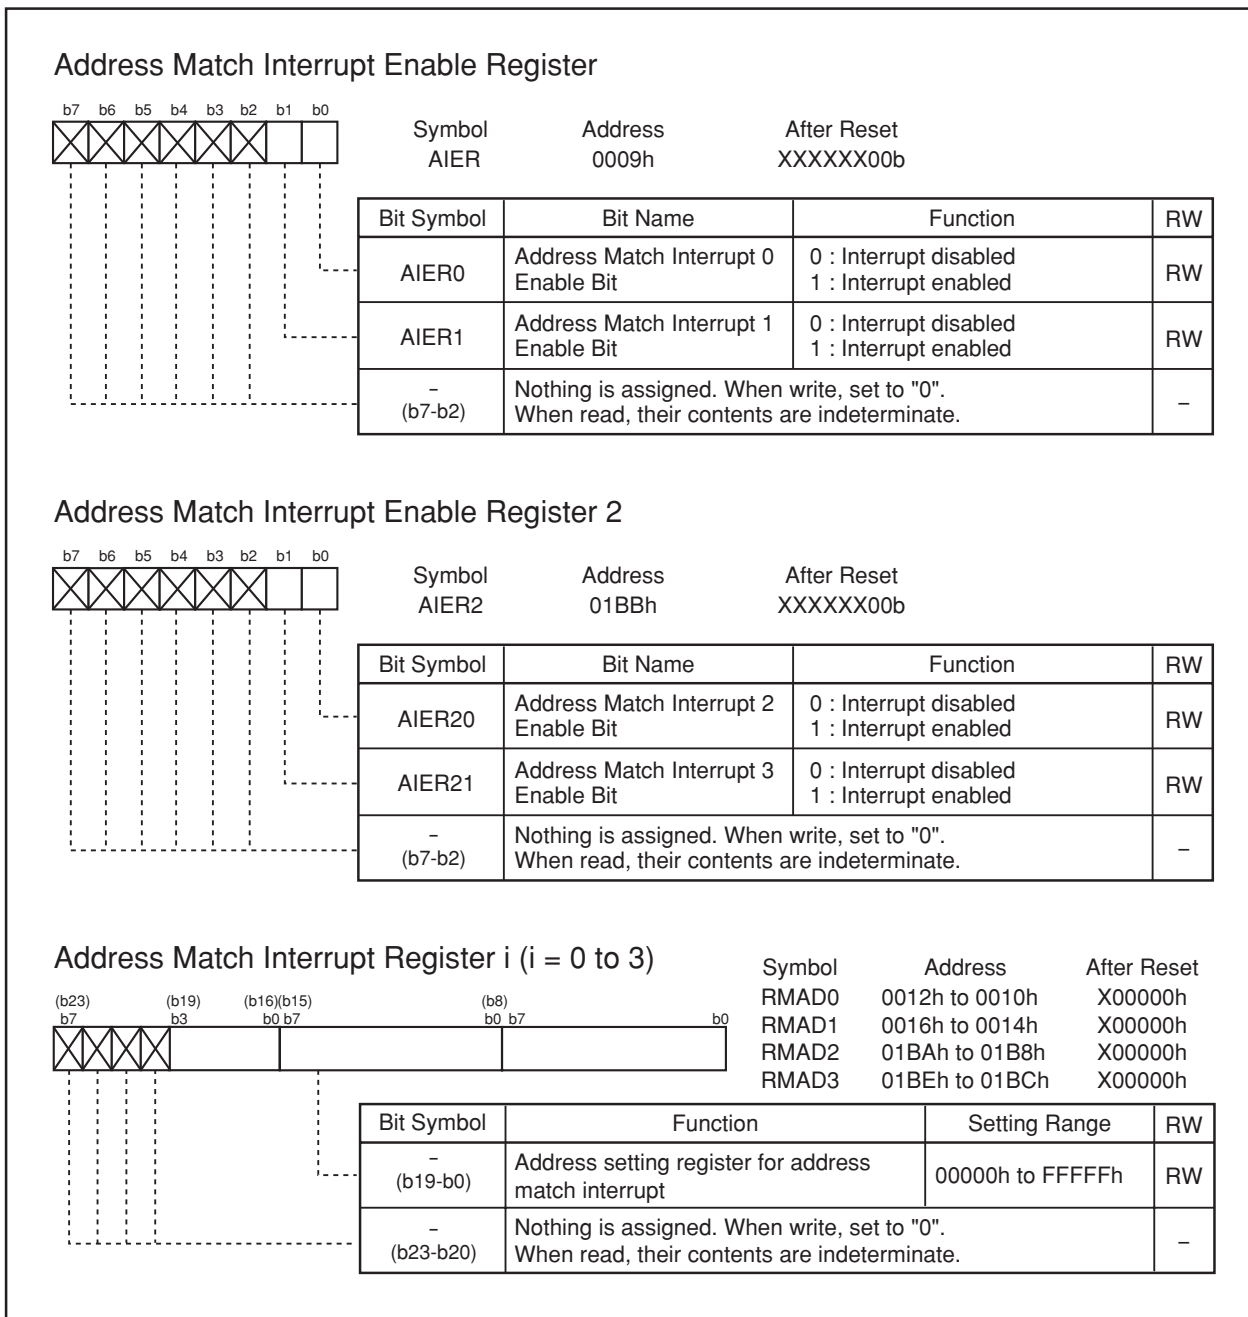 Address Match Interrupt Enable Register
b7 b6 b5 b4 b3 b2 b1 b0
Symbol Address After Reset
AIER 0009h XXXXXX00b
Bit Symbol Bit Name Function RW
AIER0 Address Match Interrupt 0 Enable Bit 0 : Interrupt disabled 1 : Interrupt enabled RW
AIER1 Address Match Interrupt 1 Enable Bit 0 : Interrupt disabled 1 : Interrupt enabled RW
– (b7-b2) Nothing is assigned. When write, set to "0". When read, their contents are indeterminate. –
Address Match Interrupt Enable Register 2
b7 b6 b5 b4 b3 b2 b1 b0
Symbol Address After Reset
AIER2 01BBh XXXXXX00b
Bit Symbol Bit Name Function RW
AIER20 Address Match Interrupt 2 Enable Bit 0 : Interrupt disabled 1 : Interrupt enabled RW
AIER21 Address Match Interrupt 3 Enable Bit 0 : Interrupt disabled 1 : Interrupt enabled RW
– (b7-b2) Nothing is assigned. When write, set to "0". When read, their contents are indeterminate. –
Address Match Interrupt Register i (i = 0 to 3)
Symbol Address After Reset
RMAD0 0012h to 0010h X00000h
RMAD1 0016h to 0014h X00000h
RMAD2 01BAh to 01B8h X00000h
RMAD3 01BEh to 01BCh X00000h
(b23) (b19) (b16)(b15) (b8)
b7 b3 b0 b7 b0 b7 b0
Bit Symbol Function Setting Range RW
– (b19-b0) Address setting register for address match interrupt 00000h to FFFFFh RW
– (b23-b20) Nothing is assigned. When write, set to "0". When read, their contents are indeterminate. –